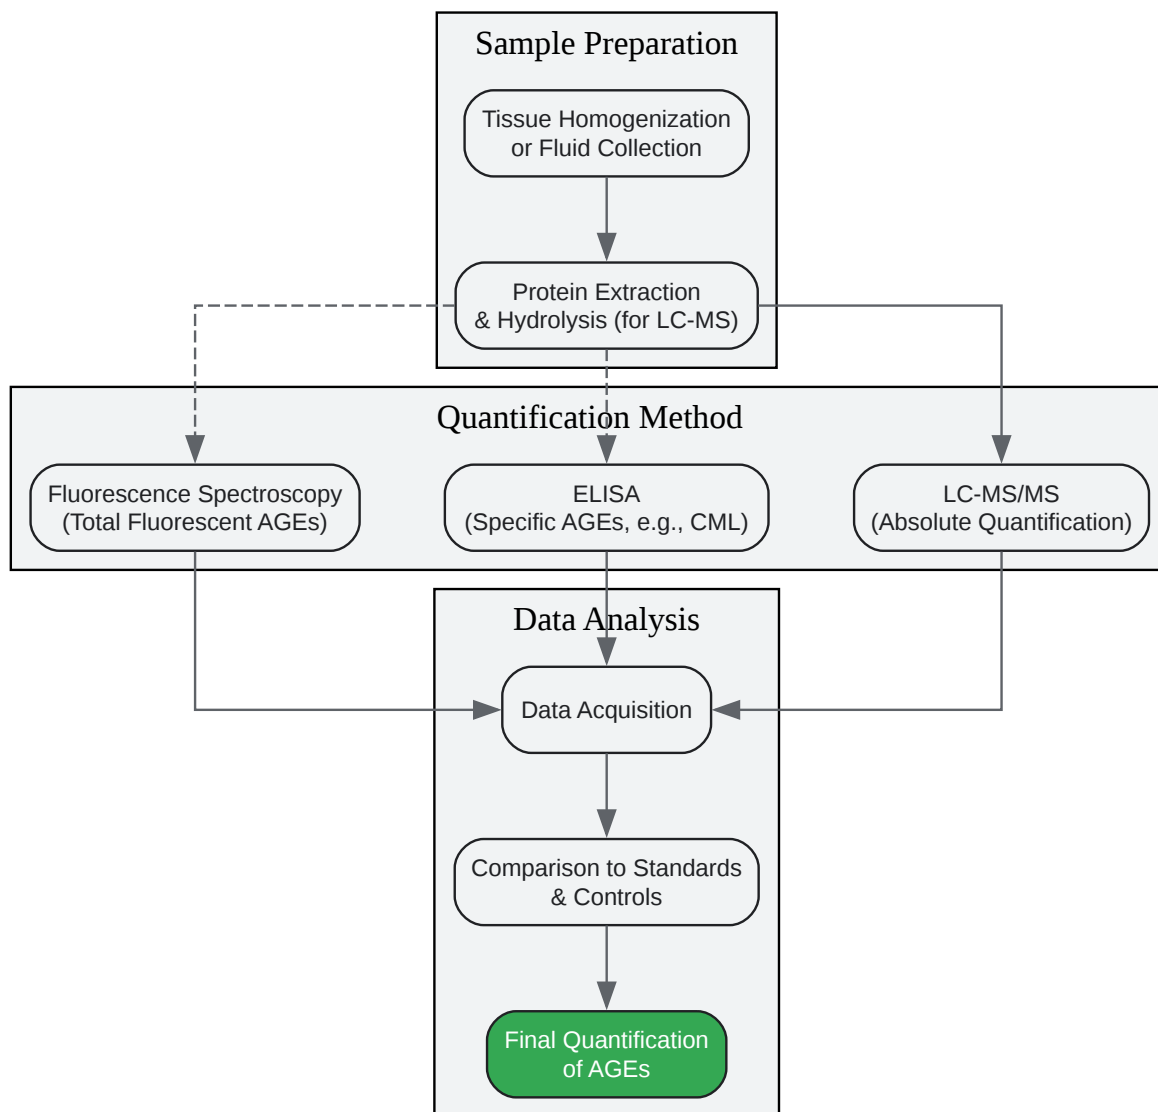 Sample Preparation
Tissue Homogenization
or Fluid Collection
Protein Extraction
& Hydrolysis (for LC-MS)
Quantification Method
Fluorescence Spectroscopy
(Total Fluorescent AGEs)
ELISA
(Specific AGEs, e.g., CML)
LC-MS/MS
(Absolute Quantification)
Data Analysis
Data Acquisition
Comparison to Standards
& Controls
Final Quantification
of AGEs